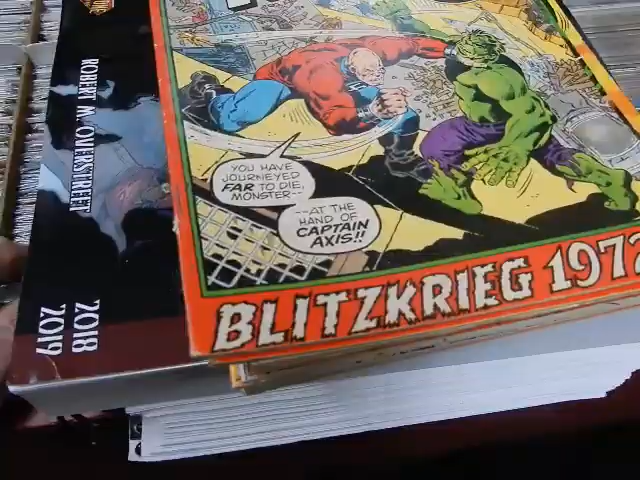 ROBERT M. OVERSTREET
2018
2019
YOU HAVE
JOURNEYED
FAR TO DIE,
MONSTER--
--AT THE
HAND OF
CAPTAIN
AXIS!!
BLITZKRIEG 1972